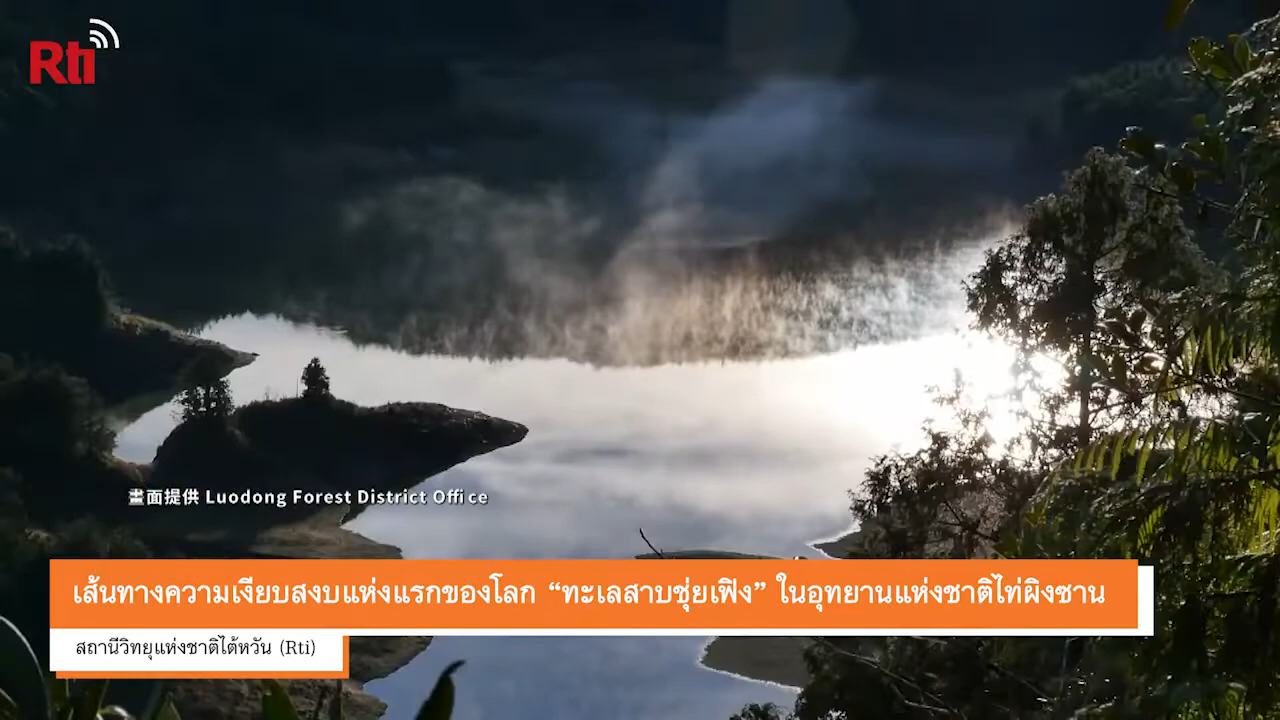 Rti
畫面提供 Luodong Forest District Office
เส้นทางความเงียบสงบแห่งแรกของโลก “ทะเลสาบชุ่ยเฟิง” ในอุทยานแห่งชาติไท่ผิงซาน
สถานีวิทยุแห่งชาติไต้หวัน (Rti)